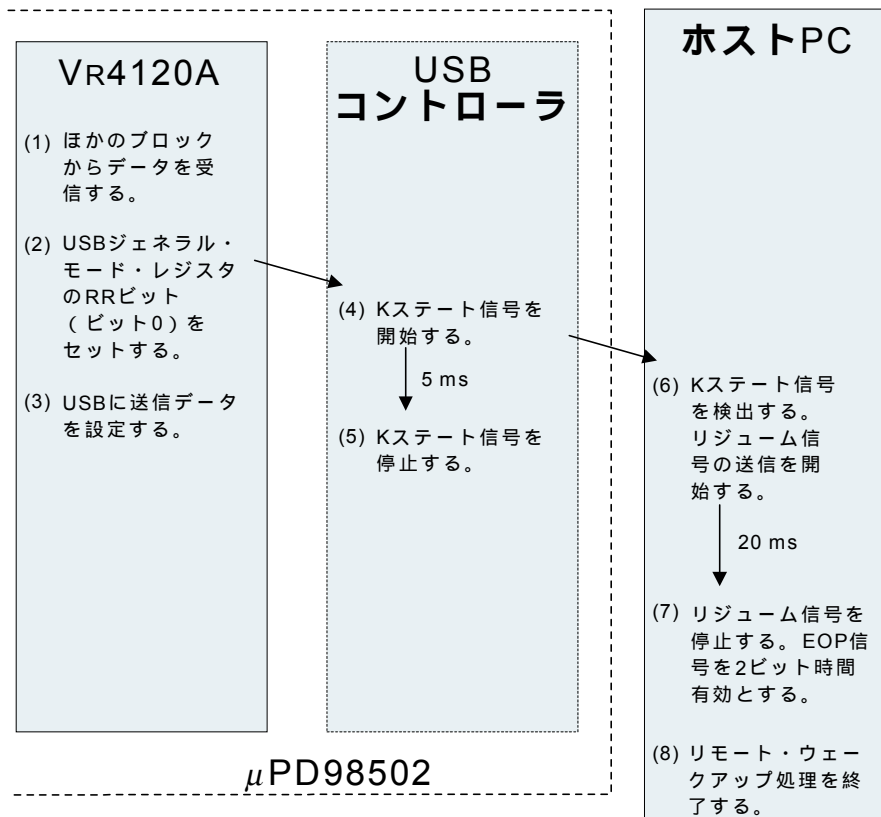 VR4120A
(1) ほかのブロック
からデータを受
信する。
(2) USBジェネラル・
モード・レジスタ
のRRビット
（ビット0）を
セットする。
(3) USBに送信データ
を設定する。
USB
コントローラ
(4) Kステート信号を
開始する。
5 ms
(5) Kステート信号を
停止する。
μPD98502
ホストPC
(6) Kステート信号
を検出する。
リジューム信
号の送信を開
始する。
20 ms
(7) リジューム信号を
停止する。EOP信
号を2ビット時間
有効とする。
(8) リモート・ウェー
クアップ処理を終
了する。